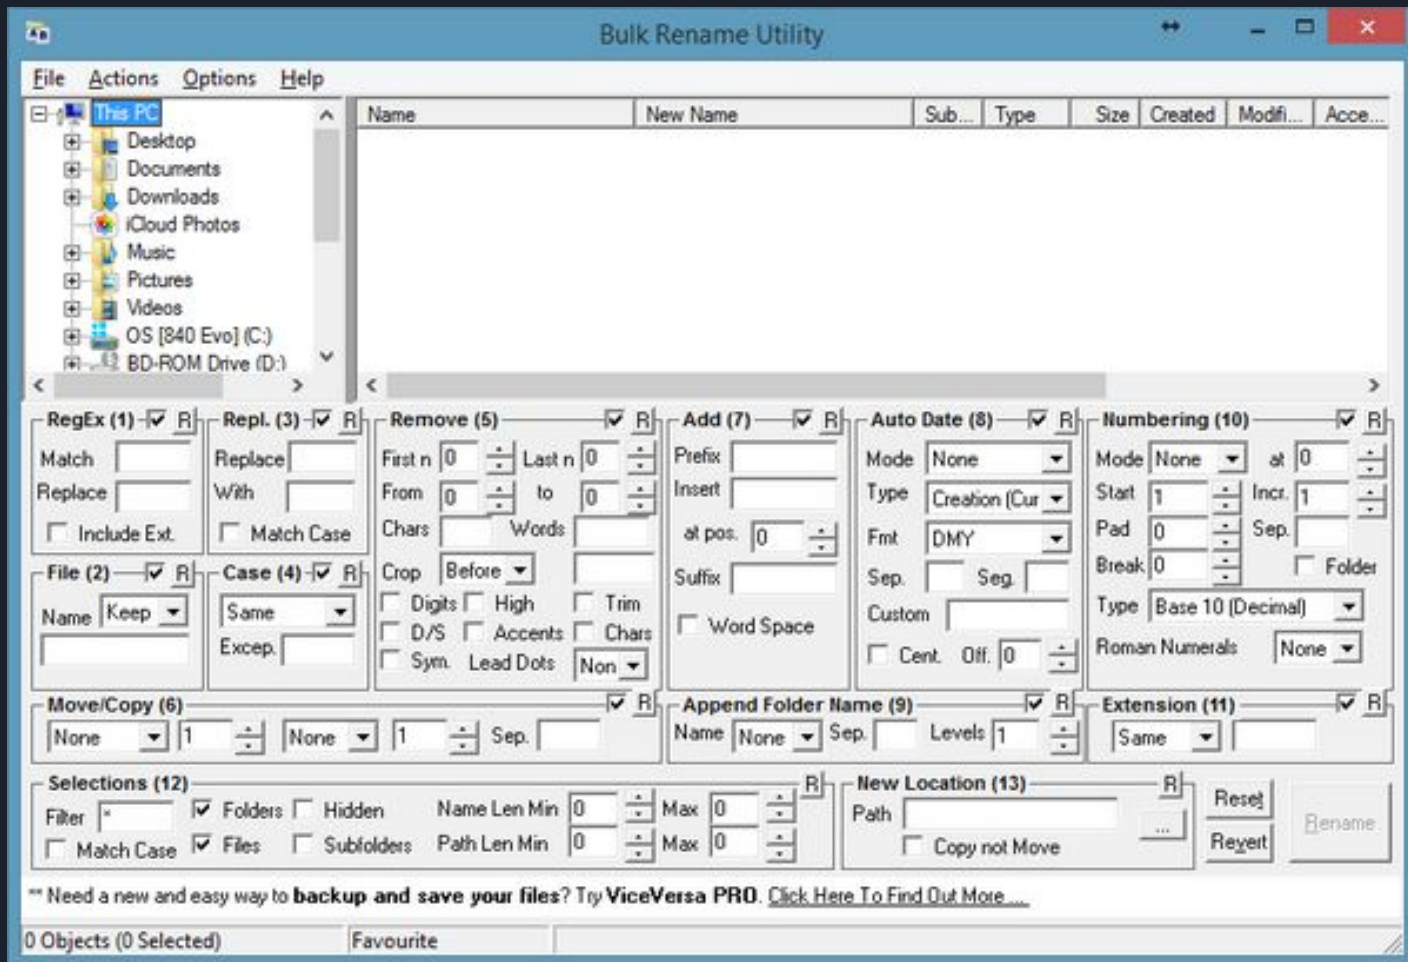 Bulk Rename Utility
File Actions Options Help
This PC
Desktop
Documents
Downloads
iCloud Photos
Music
Pictures
Videos
OS [840 Evo] (C:)
BD-ROM Drive (D:)
Name New Name Sub... Type Size Created Modifi... Acce...
RegEx (1) R
Match
Replace
Include Ext.
Repl. (3) R
Replace
With
Match Case
Remove (5) R
First n 0 Last n 0
From 0 to 0
Chars Words
Crop Before
Digits High Trim
D/S Accents Chars
Sym. Lead Dots Non
Add (7) R
Prefix
Insert
at pos. 0
Suffix
Word Space
Auto Date (8) R
Mode None
Type Creation (Cur
Fmt DMY
Sep. Seg.
Custom
Cent. Off. 0
Numbering (10) R
Mode None at 0
Start 1 Incr. 1
Pad 0 Sep.
Break 0 Folder
Type Base 10 (Decimal)
Roman Numerals None
File (2) R
Name Keep
Case (4) R
Same
Excep.
Move/Copy (6) R
None 1 None 1 Sep.
Append Folder Name (9) R
Name None Sep. Levels 1
Extension (11) R
Same
Selections (12) R
Filter * Folders Hidden Name Len Min 0 Max 0
Match Case Files Subfolders Path Len Min 0 Max 0
New Location (13) R
Path ...
Copy not Move
Reset
Revert
Rename
** Need a new and easy way to backup and save your files? Try ViceVersa PRO. Click Here To Find Out More ....
0 Objects (0 Selected) Favourite